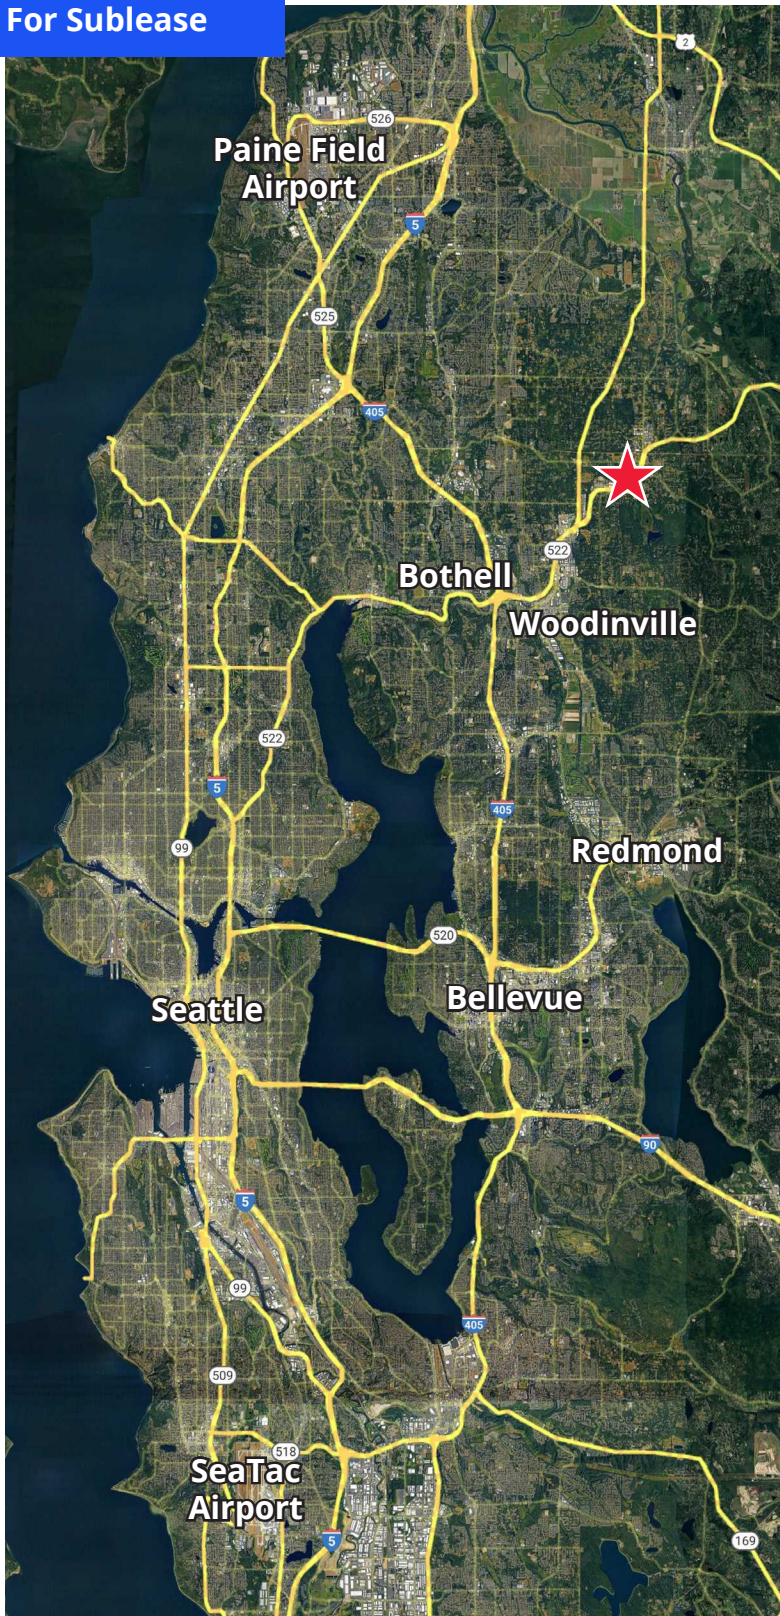 For Sublease
2
526
Paine Field
Airport
5
525
405
522
Bothell
Woodinville
522
5
405
99
Redmond
520
Bellevue
Seattle
90
5
99
405
509
518
SeaTac
Airport
5
169